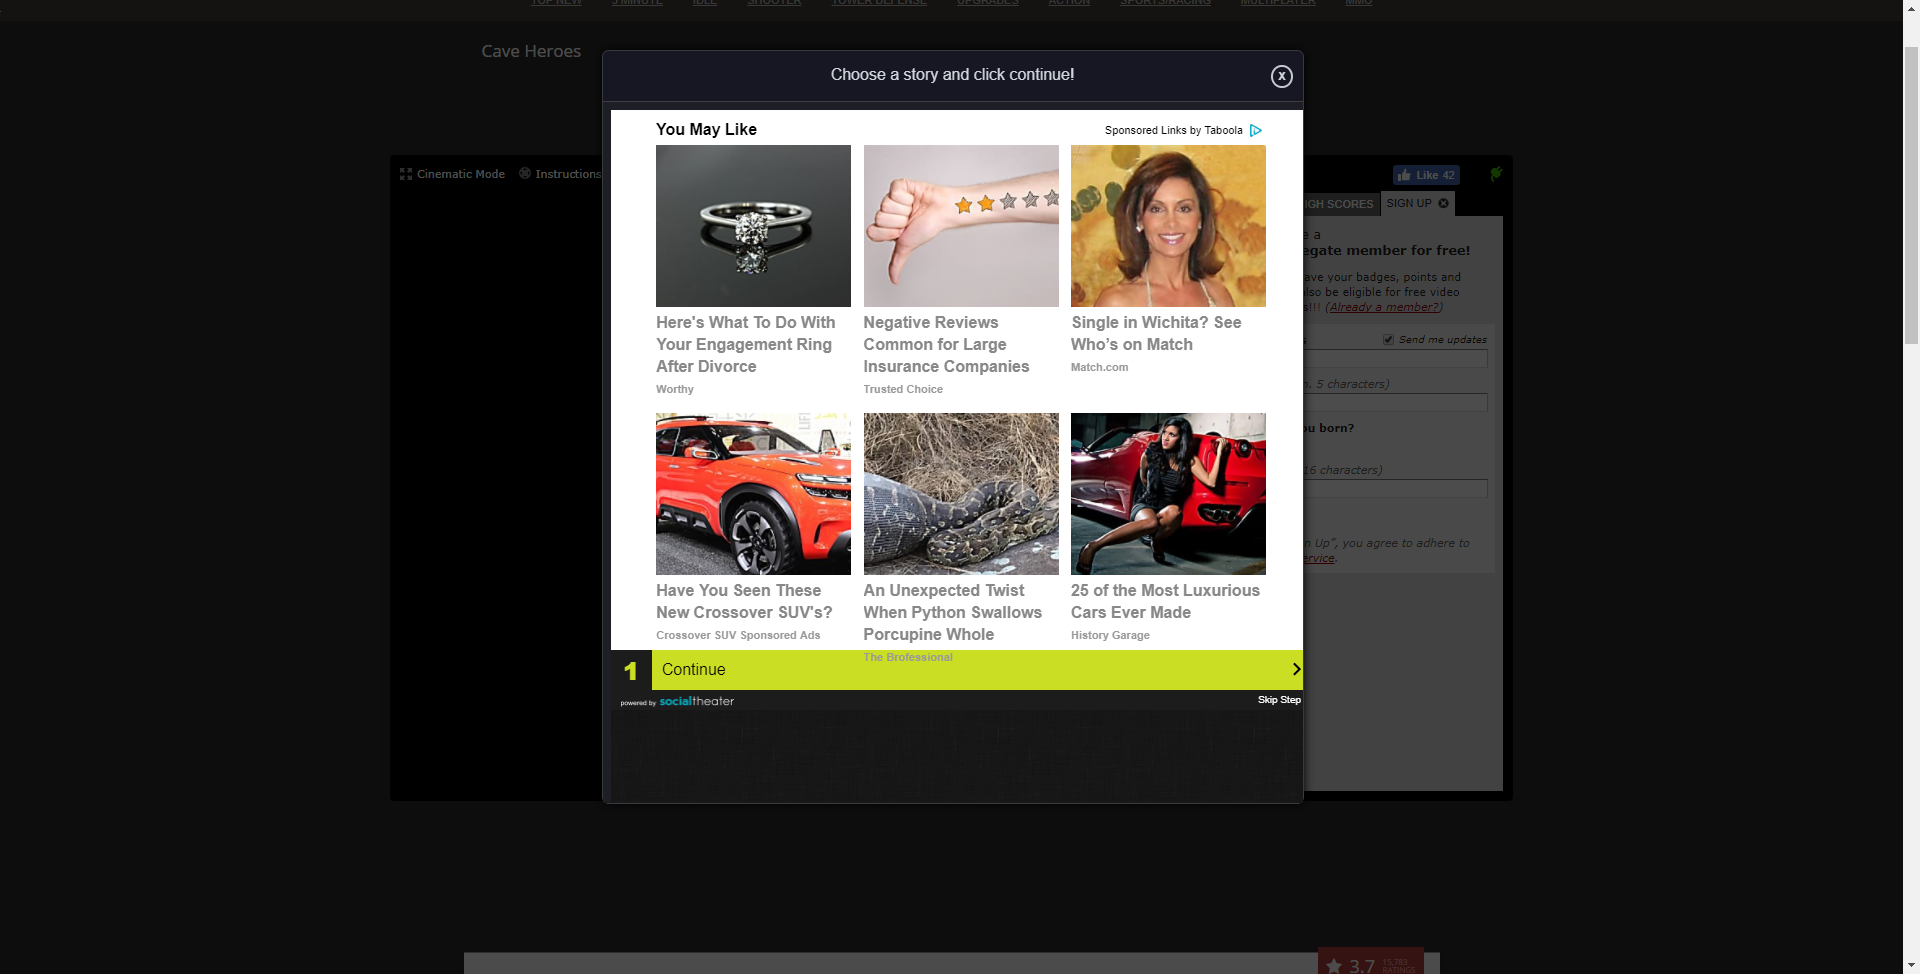 TOP NEW 5 MINUTE IDLE SHOOTER TOWER DEFENSE UPGRADES ACTION SPORTS/RACING MULTIPLAYER MMO
Cave Heroes
Choose a story and click continue!
X
You May Like
Sponsored Links by Taboola
Here's What To Do With
Your Engagement Ring
After Divorce
Worthy
Negative Reviews
Common for Large
Insurance Companies
Trusted Choice
Single in Wichita? See
Who’s on Match
Match.com
Have You Seen These
New Crossover SUV's?
Crossover SUV Sponsored Ads
An Unexpected Twist
When Python Swallows
Porcupine Whole
The Brofessional
25 of the Most Luxurious
Cars Ever Made
History Garage
1 Continue
powered by socialtheater
Skip Step
Cinematic Mode Instructions
Like 42
IGH SCORES SIGN UP
e a
egate member for free!
ave your badges, points and
lso be eligible for free video
s!!! (Already a member?)
s Send me updates
n. 5 characters)
ou born?
16 characters)
n Up”, you agree to adhere to
ervice.
3.7 15,783
RATINGS